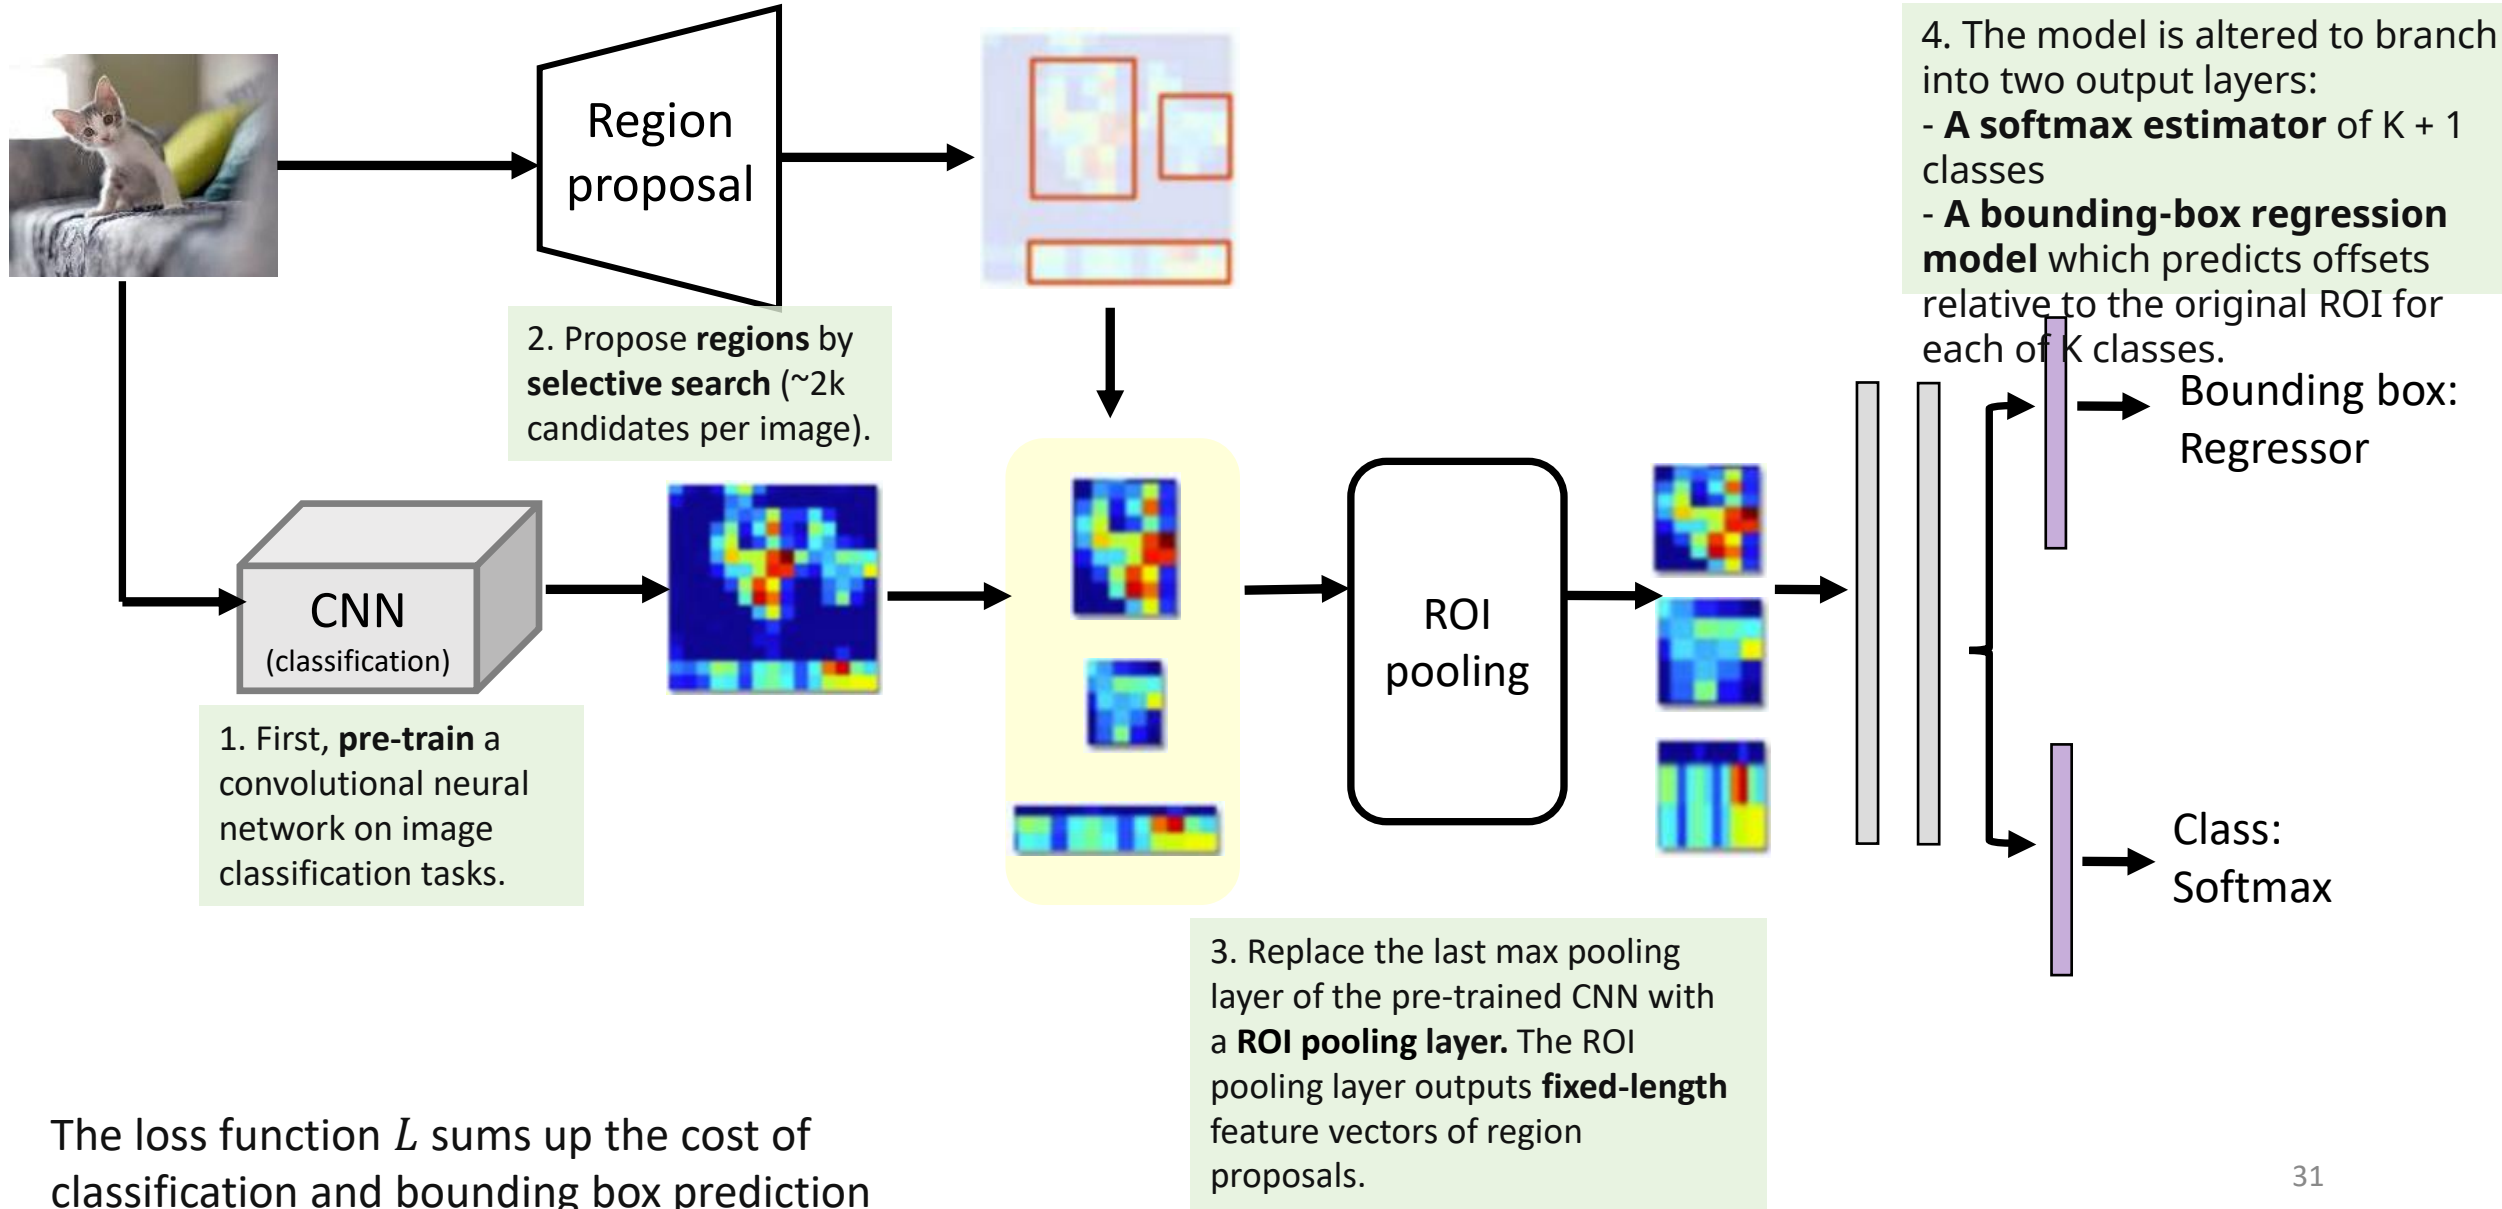 Region
proposal
4. The model is altered to branch
into two output layers:
- A softmax estimator of K + 1
classes
- A bounding-box regression
model which predicts offsets
relative to the original ROI for
each of K classes.
2. Propose regions by
selective search (~2k
candidates per image).
Bounding box:
Regressor
CNN
(classification)
ROI
pooling
1. First, pre-train a
convolutional neural
network on image
classification tasks.
Class:
Softmax
3. Replace the last max pooling
layer of the pre-trained CNN with
a ROI pooling layer. The ROI
pooling layer outputs fixed-length
feature vectors of region
proposals.
The loss function L sums up the cost of
classification and bounding box prediction
31